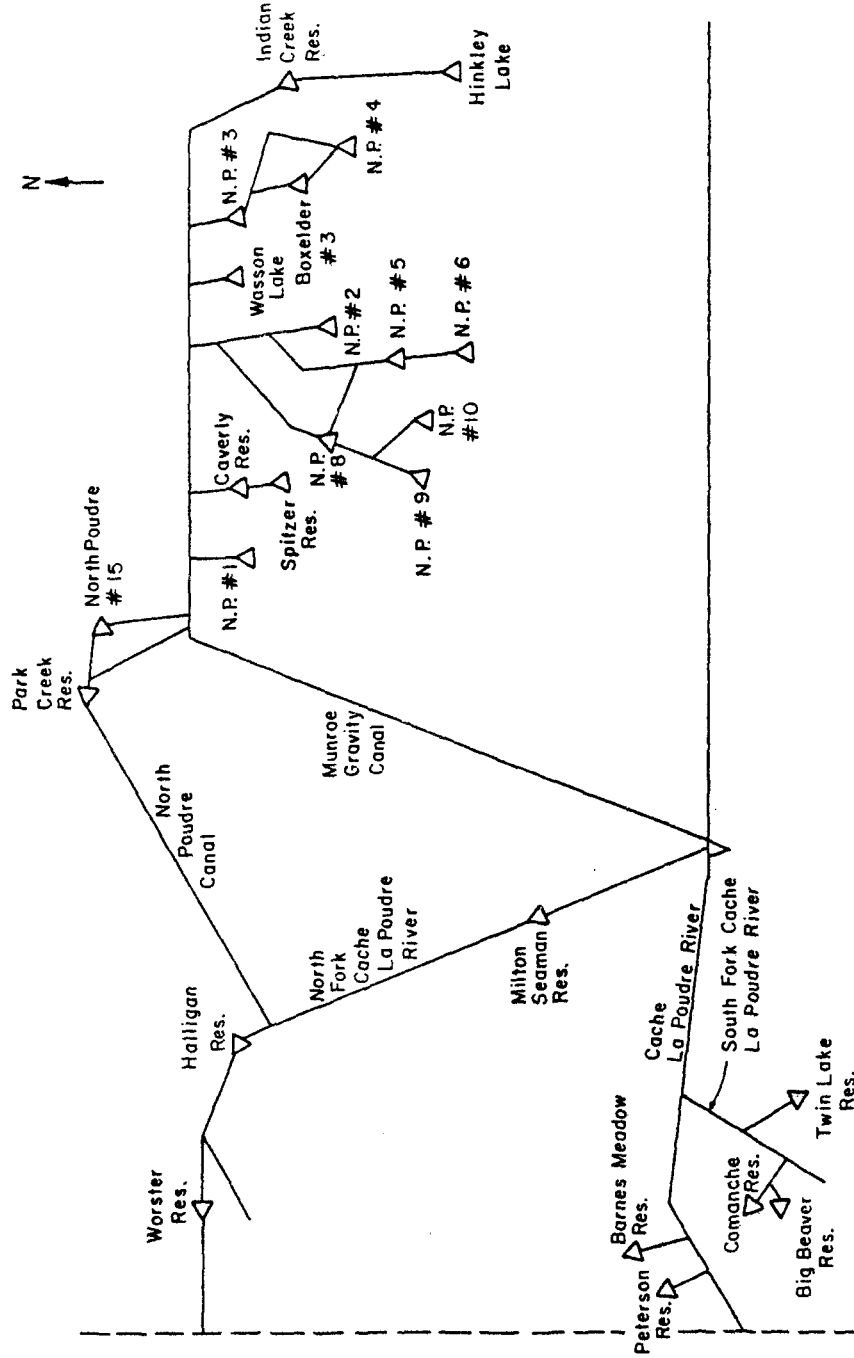 N
Park
Creek
Res.
North Poudre
#15
N.P. #1
Caverly
Res.
Spitzer
Res.
N.P.
#8
N.P. #9
N.P.
#10
N.P. #2
N.P. #5
N.P. #6
Wasson
Lake
N.P. #3
Boxelder
#3
N.P. #4
Indian
Creek
Res.
Hinkley
Lake
Worster
Res.
Halligan
Res.
North
Poudre
Canal
Munroe
Gravity
Canal
North
Fork
Cache
La Poudre
River
Milton
Seaman
Res.
Cache
La Poudre River
South Fork Cache
La Poudre River
Barnes Meadow
Res.
Peterson
Res.
Comanche
Res.
Big Beaver
Res.
Twin Lake
Res.